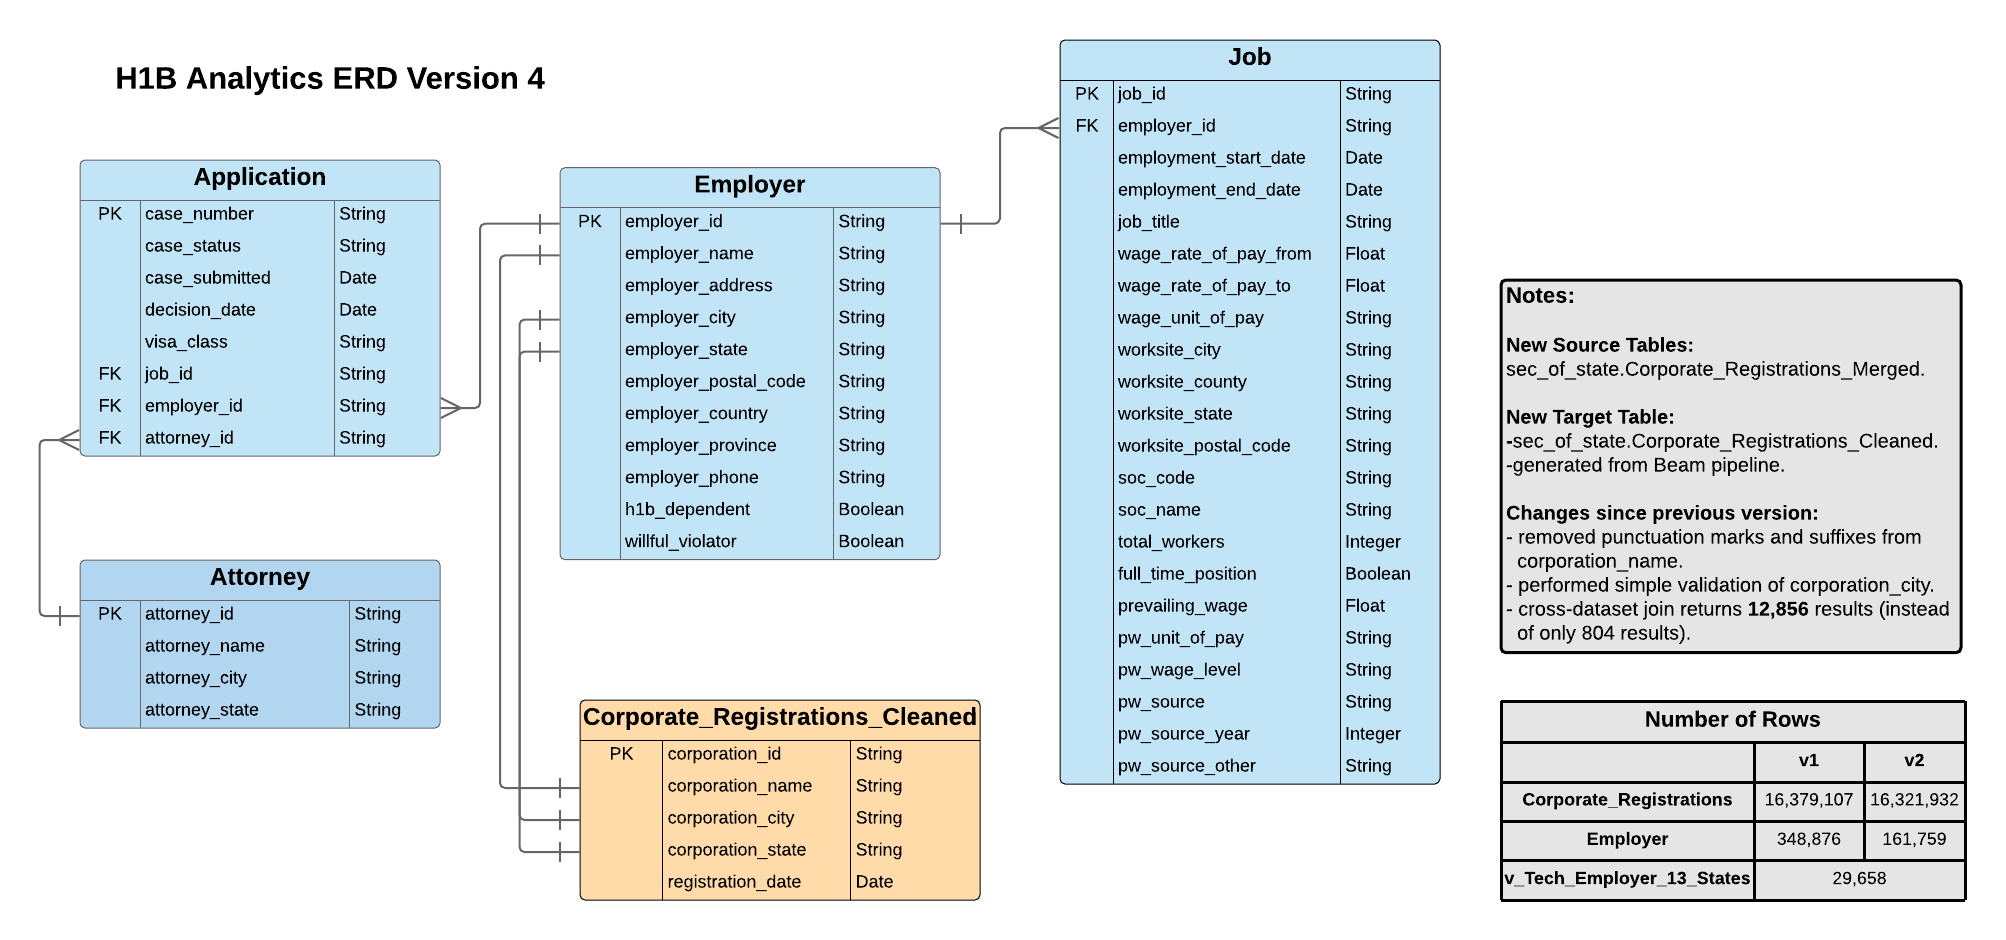 H1B Analytics ERD Version 4
Application
PK case_number String
case_status String
case_submitted Date
decision_date Date
visa_class String
FK job_id String
FK employer_id String
FK attorney_id String
Attorney
PK attorney_id String
attorney_name String
attorney_city String
attorney_state String
Employer
PK employer_id String
employer_name String
employer_address String
employer_city String
employer_state String
employer_postal_code String
employer_country String
employer_province String
employer_phone String
h1b_dependent Boolean
willful_violator Boolean
Corporate_Registrations_Cleaned
PK corporation_id String
corporation_name String
corporation_city String
corporation_state String
registration_date Date
Job
PK job_id String
FK employer_id String
employment_start_date Date
employment_end_date Date
job_title String
wage_rate_of_pay_from Float
wage_rate_of_pay_to Float
wage_unit_of_pay String
worksite_city String
worksite_county String
worksite_state String
worksite_postal_code String
soc_code String
soc_name String
total_workers Integer
full_time_position Boolean
prevailing_wage Float
pw_unit_of_pay String
pw_wage_level String
pw_source String
pw_source_year Integer
pw_source_other String
Notes:
New Source Tables:
sec_of_state.Corporate_Registrations_Merged.
New Target Table:
-sec_of_state.Corporate_Registrations_Cleaned.
-generated from Beam pipeline.
Changes since previous version:
- removed punctuation marks and suffixes from
corporation_name.
- performed simple validation of corporation_city.
- cross-dataset join returns 12,856 results (instead
of only 804 results).
Number of Rows
v1 v2
Corporate_Registrations 16,379,107 16,321,932
Employer 348,876 161,759
v_Tech_Employer_13_States 29,658